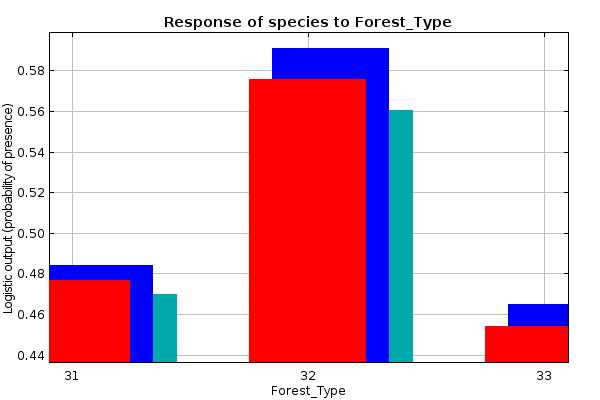 Response of species to Forest_Type
Logistic output (probability of presence)
0.58
0.56
0.54
0.52
0.50
0.48
0.46
0.44
31 32 33
Forest_Type